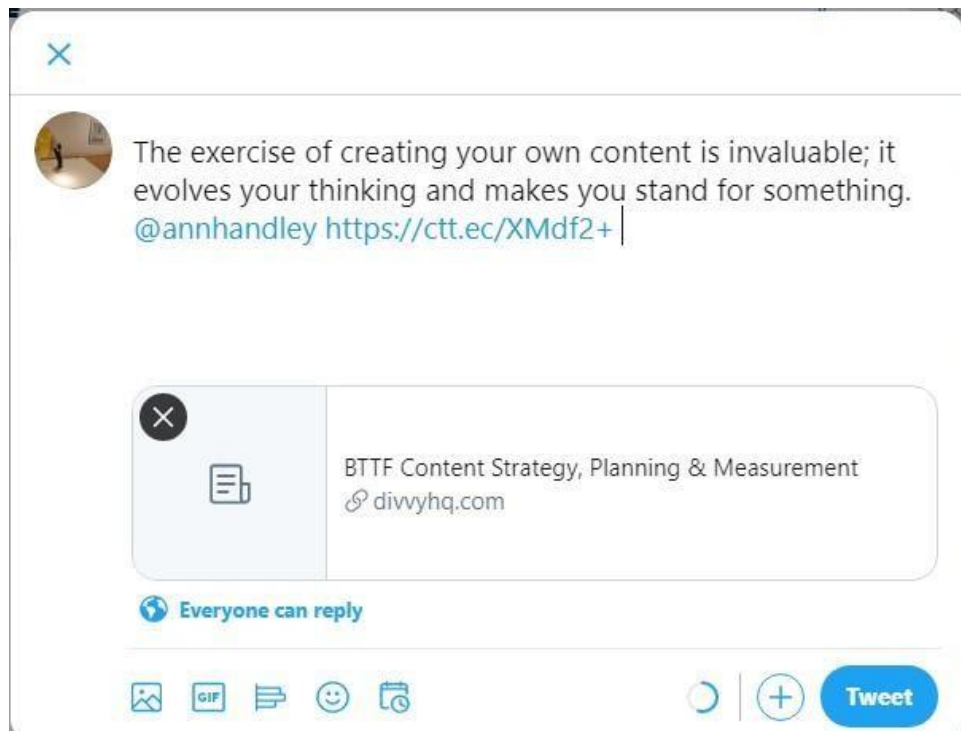 The exercise of creating your own content is invaluable; it
evolves your thinking and makes you stand for something.
@annhandley https://ctt.ec/XMdf2+
BTTF Content Strategy, Planning & Measurement
divvyhq.com
Everyone can reply
GIF
Tweet